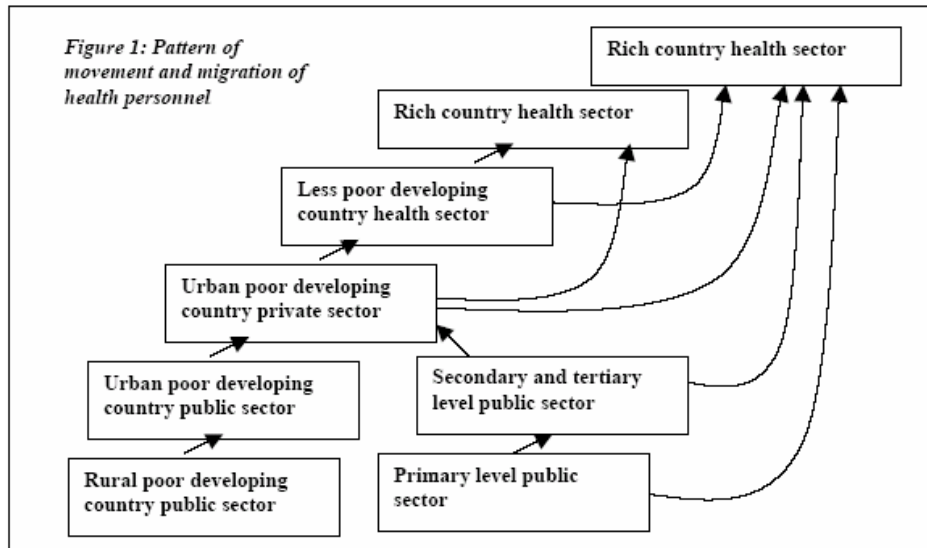 Figure 1: Pattern of
movement and migration of
health personnel
Rich country health sector
Rich country health sector
Less poor developing
country health sector
Urban poor developing
country private sector
Urban poor developing
country public sector
Secondary and tertiary
level public sector
Rural poor developing
country public sector
Primary level public
sector